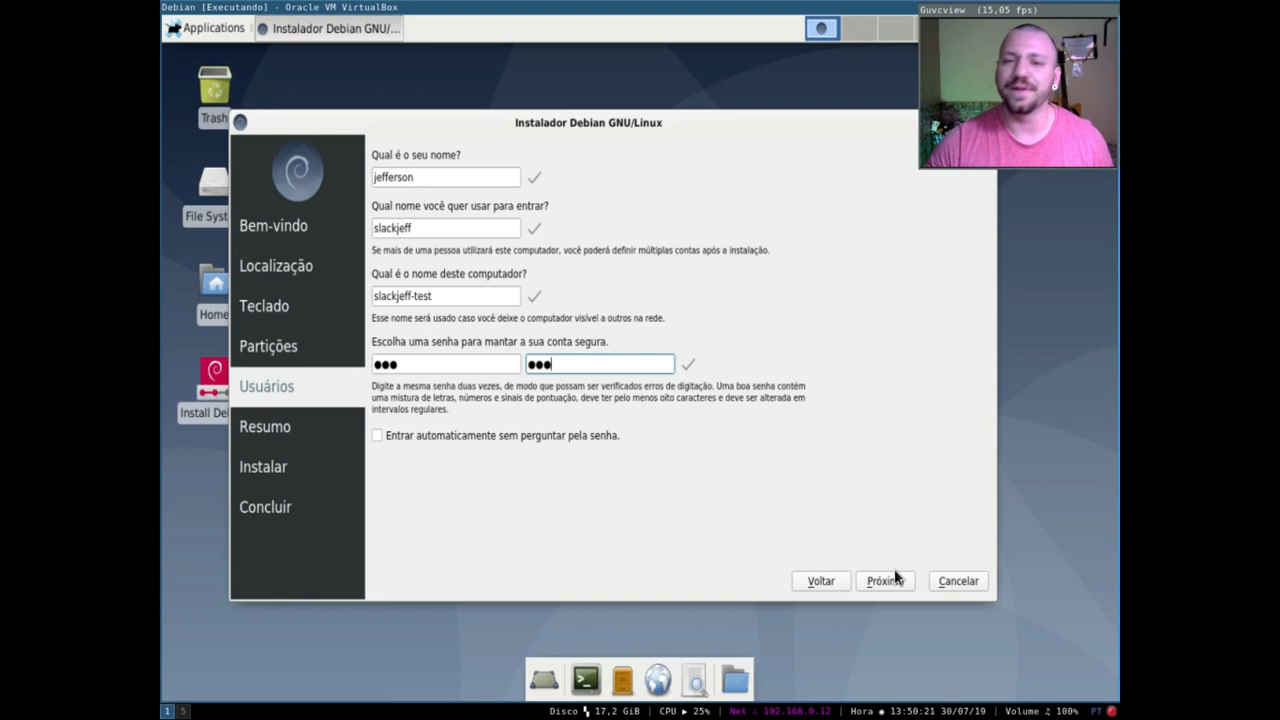 Debian [Executando] - Oracle VM VirtualBox
Guvcview (15,05 fps)
Applications
Instalador Debian GNU/...
Trash
File Syst
Home
Install De
Instalador Debian GNU/Linux
Bem-vindo
Localização
Teclado
Partições
Usuários
Resumo
Instalar
Concluir
Qual é o seu nome?
jefferson
Qual nome você quer usar para entrar?
slackjeff
Se mais de uma pessoa utilizará este computador, você poderá definir múltiplas contas após a instalação.
Qual é o nome deste computador?
slackjeff-test
Esse nome será usado caso você deixe o computador visível a outros na rede.
Escolha uma senha para mantar a sua conta segura.
Digite a mesma senha duas vezes, de modo que possam ser verificados erros de digitação. Uma boa senha contém
uma mistura de letras, números e sinais de pontuação, deve ter pelo menos oito caracteres e deve ser alterada em
intervalos regulares.
Entrar automaticamente sem perguntar pela senha.
Voltar
Próximo
Cancelar
1 5
Disco 17,2 GiB | CPU ▶ 25% | Net 192.168.0.12 | Hora 13:50:21 30/07/19 | Volume ♫ 100% PT